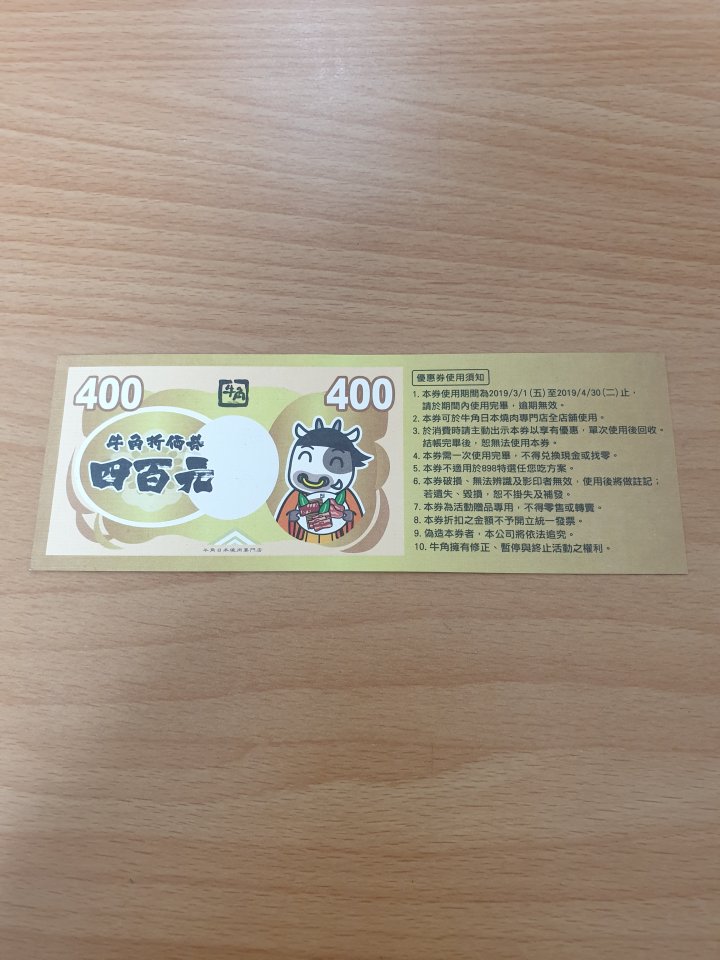 400
牛角
400
牛角折價券
四百元
牛角日本燒肉專門店
優惠券使用須知
1. 本券使用期間為2019/3/1(五)至2019/4/30(二)止，
請於期間內使用完畢，逾期無效。
2. 本券可於牛角日本燒肉專門店全店舖使用。
3. 於消費時請主動出示本券以享有優惠，單次使用後回收。
結帳完畢後，恕無法使用本券。
4. 本券需一次使用完畢，不得兌換現金或找零。
5. 本券不適用於898特選任您吃方案。
6. 本券破損、無法辨識及影印者無效，使用後將做註記；
若遺失、毀損，恕不掛失及補發。
7. 本券為活動贈品專用，不得零售或轉賣。
8. 本券折扣之金額不予開立統一發票。
9. 偽造本券者，本公司將依法追究。
10. 牛角擁有修正、暫停與終止活動之權利。